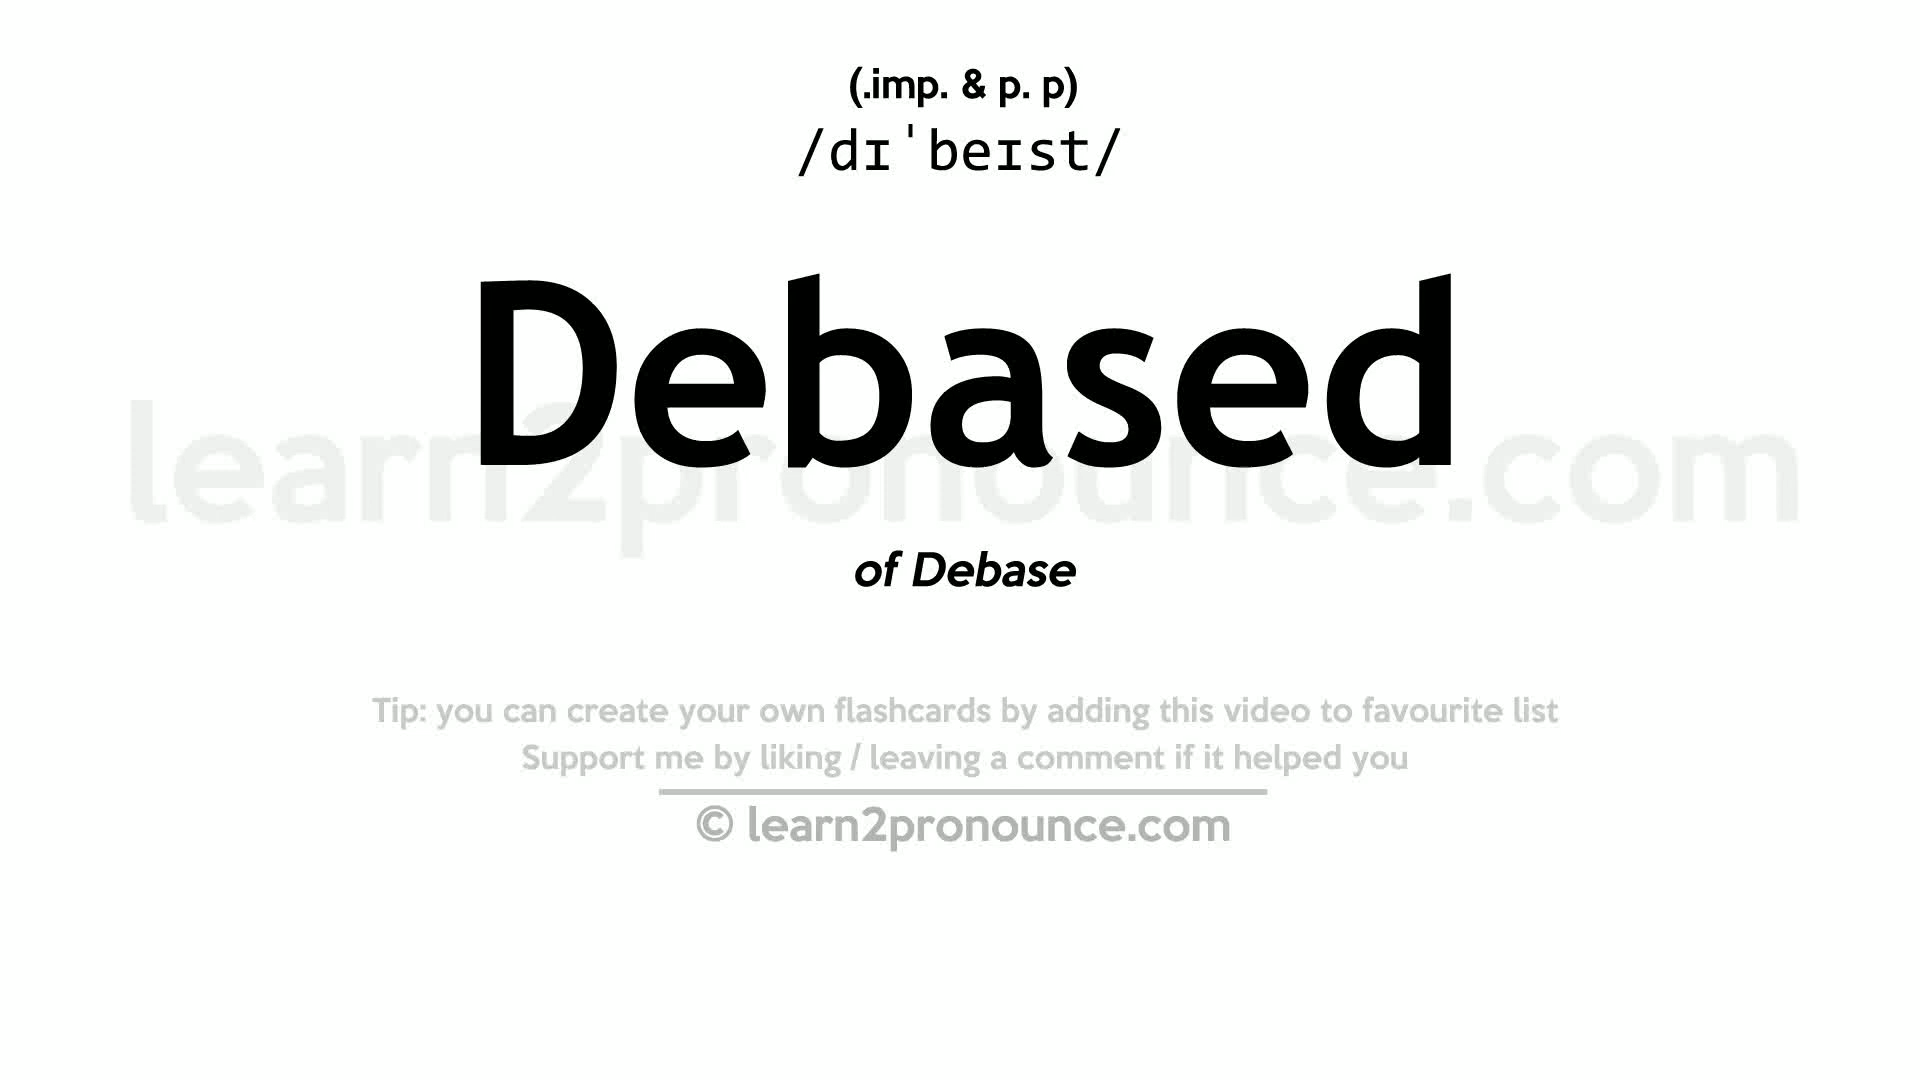 (.imp. & p. p)
/dɪˈbeɪst/
Debased
learn2pronounce.com
of Debase
Tip: you can create your own flashcards by adding this video to favourite list
Support me by liking / leaving a comment if it helped you
© learn2pronounce.com